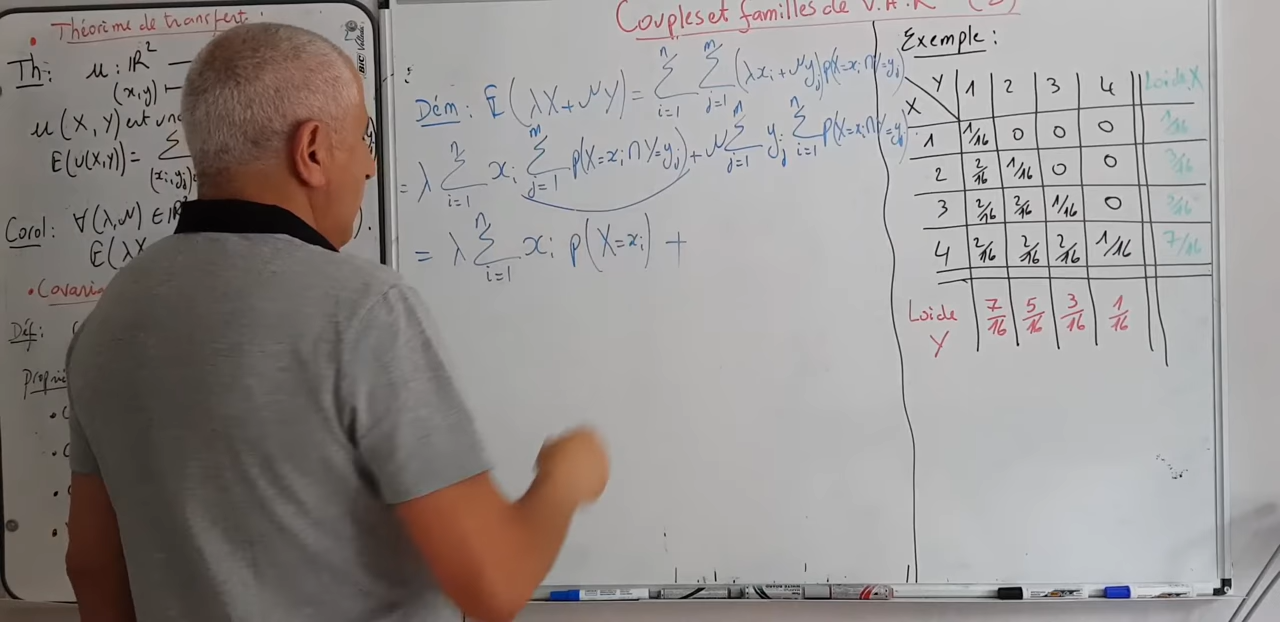 Couples et familles de V.A.R (2)
• Théorème de transfert:
Th: u: ℝ²
(x,y)
u(X,Y) est
E(u(X,Y)) = Σ
(xᵢ,yⱼ)
Corol: ∀(λ,μ) ∈ ℝ²
E(λX
• Covaria
Déf:
Proprié
Dém: E(λX+μY) = Σ_{i=1}^{n} Σ_{j=1}^{m} (λxᵢ+μyⱼ) p(X=xᵢ∩Y=yⱼ)
= λ Σ_{i=1}^{n} xᵢ Σ_{j=1}^{m} p(X=xᵢ∩Y=yⱼ) + μ Σ_{j=1}^{n} yⱼ Σ_{i=1}^{n} p(X=xᵢ∩Y=yⱼ)
= λ Σ_{i=1}^{n} xᵢ p(X=xᵢ) +
Exemple:
Y 1 2 3 4 Loi de X
X
1 1/16 0 0 0 1/16
2 2/16 1/16 0 0 3/16
3 2/16 2/16 1/16 0 5/16
4 2/16 2/16 2/16 1/16 7/16
Loi de 7/16 5/16 3/16 1/16
Y
BIC Velleda